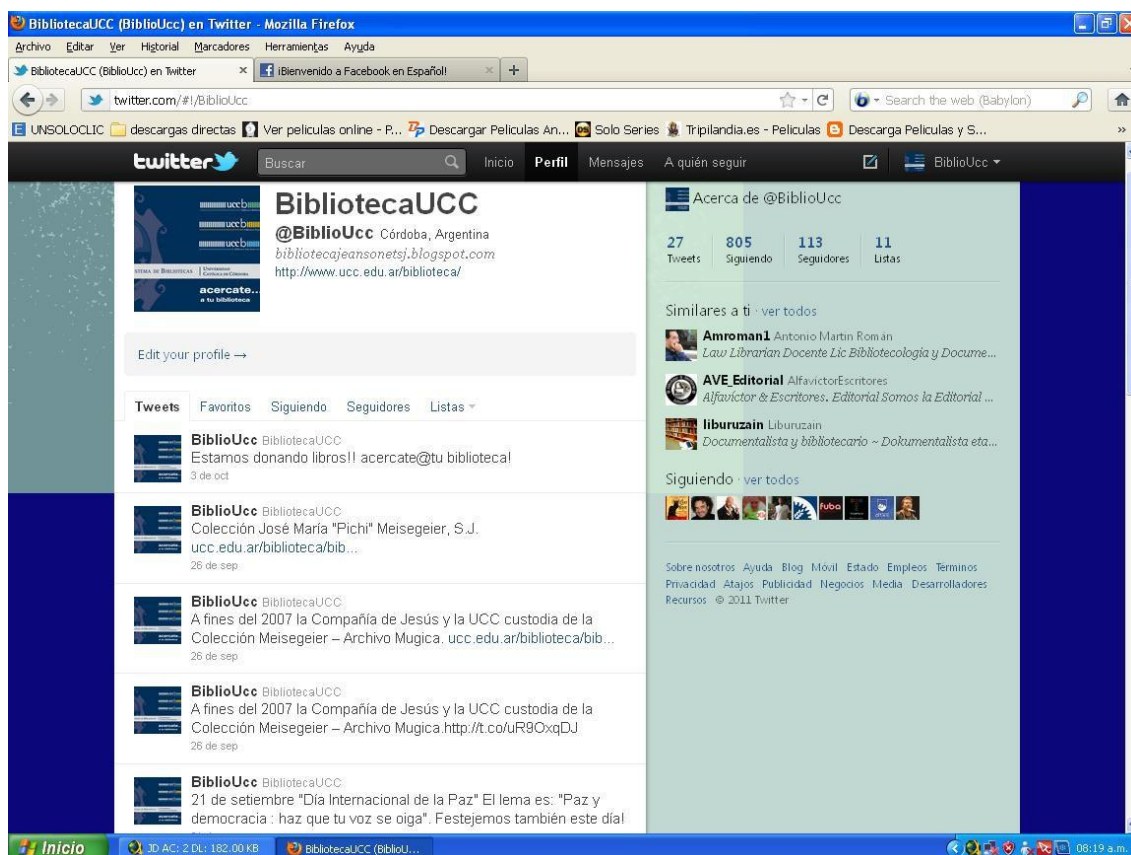 BibliotecaUCC (BiblioUcc) en Twitter - Mozilla Firefox
Archivo Editar Ver Historial Marcadores Herramientas Ayuda
BibliotecaUCC (BiblioUcc) en Twitter × ¡Bienvenido a Facebook en Español! × +
twitter.com/#!/BiblioUcc Search the web (Babylon)
UNSOLOCLIC descargas directas Ver peliculas online - P... Descargar Peliculas An... Solo Series Tripilandia.es - Peliculas Descarga Peliculas y S... »
twitter Buscar Inicio Perfil Mensajes A quién seguir BiblioUcc
acercate...
a tu biblioteca
BibliotecaUCC
@BiblioUcc Córdoba, Argentina
bibliotecajeansonetsj.blogspot.com
http://www.ucc.edu.ar/biblioteca/
Edit your profile →
Tweets Favoritos Siguiendo Seguidores Listas
BiblioUcc BibliotecaUCC
Estamos donando libros!! acercate@tu biblioteca!
3 de oct
BiblioUcc BibliotecaUCC
Colección José María "Pichi" Meisegeier, S.J.
ucc.edu.ar/biblioteca/bib...
26 de sep
BiblioUcc BibliotecaUCC
A fines del 2007 la Compañía de Jesús y la UCC custodia de la
Colección Meisegeier – Archivo Mugica. ucc.edu.ar/biblioteca/bib...
26 de sep
BiblioUcc BibliotecaUCC
A fines del 2007 la Compañía de Jesús y la UCC custodia de la
Colección Meisegeier – Archivo Mugica.http://t.co/uR9OxqDJ
26 de sep
BiblioUcc BibliotecaUCC
21 de setiembre "Día Internacional de la Paz" El lema es: "Paz y
democracia : haz que tu voz se oiga". Festejemos también este día!
Acerca de @BiblioUcc
27 805 113 11
Tweets Siguiendo Seguidores Listas
Similares a ti · ver todos
Amroman1 Antonio Martin Román
Law Librarian Docente Lic Bibliotecología y Docume...
AVE_Editorial AlfavictorEscritores
Alfavíctor & Escritores. Editorial Somos la Editorial ...
liburuzain Liburuzain
Documentalista y bibliotecario ~ Dokumentalista eta...
Siguiendo · ver todos
fuba
Sobre nosotros Ayuda Blog Móvil Estado Empleos Términos
Privacidad Atajos Publicidad Negocios Media Desarrolladores
Recursos © 2011 Twitter
Inicio JD AC: 2 DL: 182.00 KB BibliotecaUCC (BiblioU... 08:19 a.m.